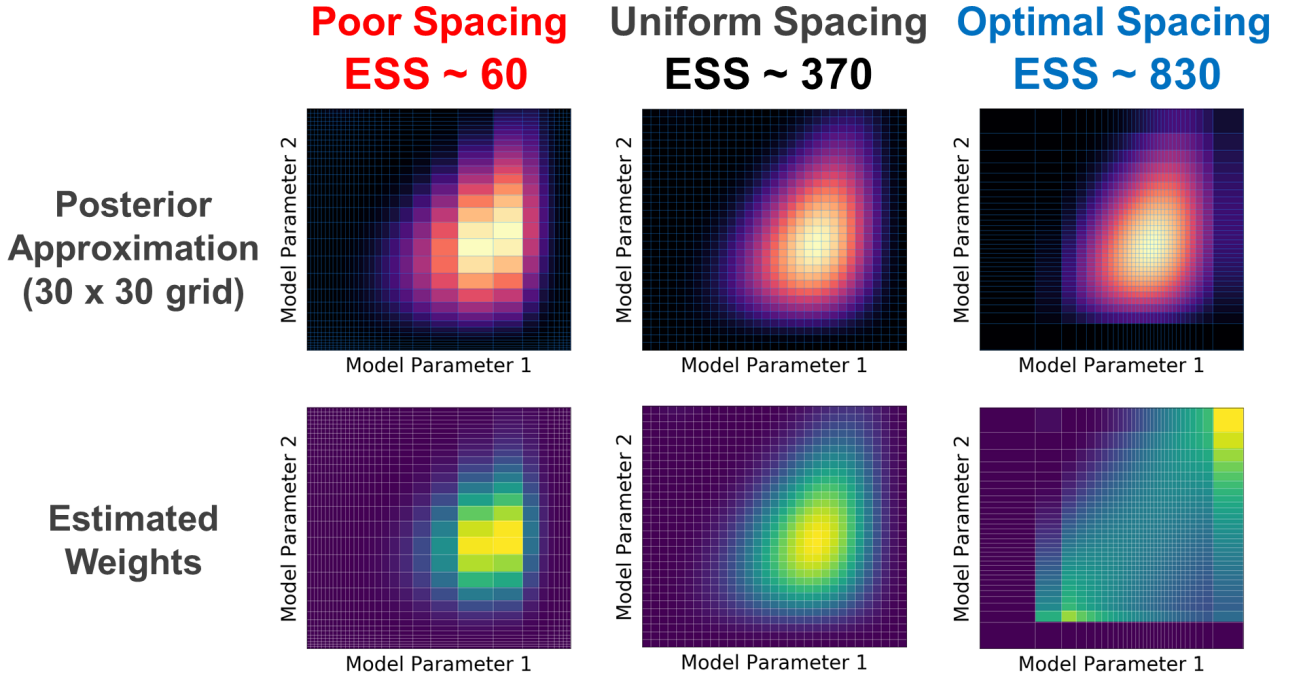 Poor Spacing
ESS ~ 60
Uniform Spacing
ESS ~ 370
Optimal Spacing
ESS ~ 830
Posterior
Approximation
(30 x 30 grid)
Model Parameter 2
Model Parameter 1
Model Parameter 2
Model Parameter 1
Model Parameter 2
Model Parameter 1
Estimated
Weights
Model Parameter 2
Model Parameter 1
Model Parameter 2
Model Parameter 1
Model Parameter 2
Model Parameter 1